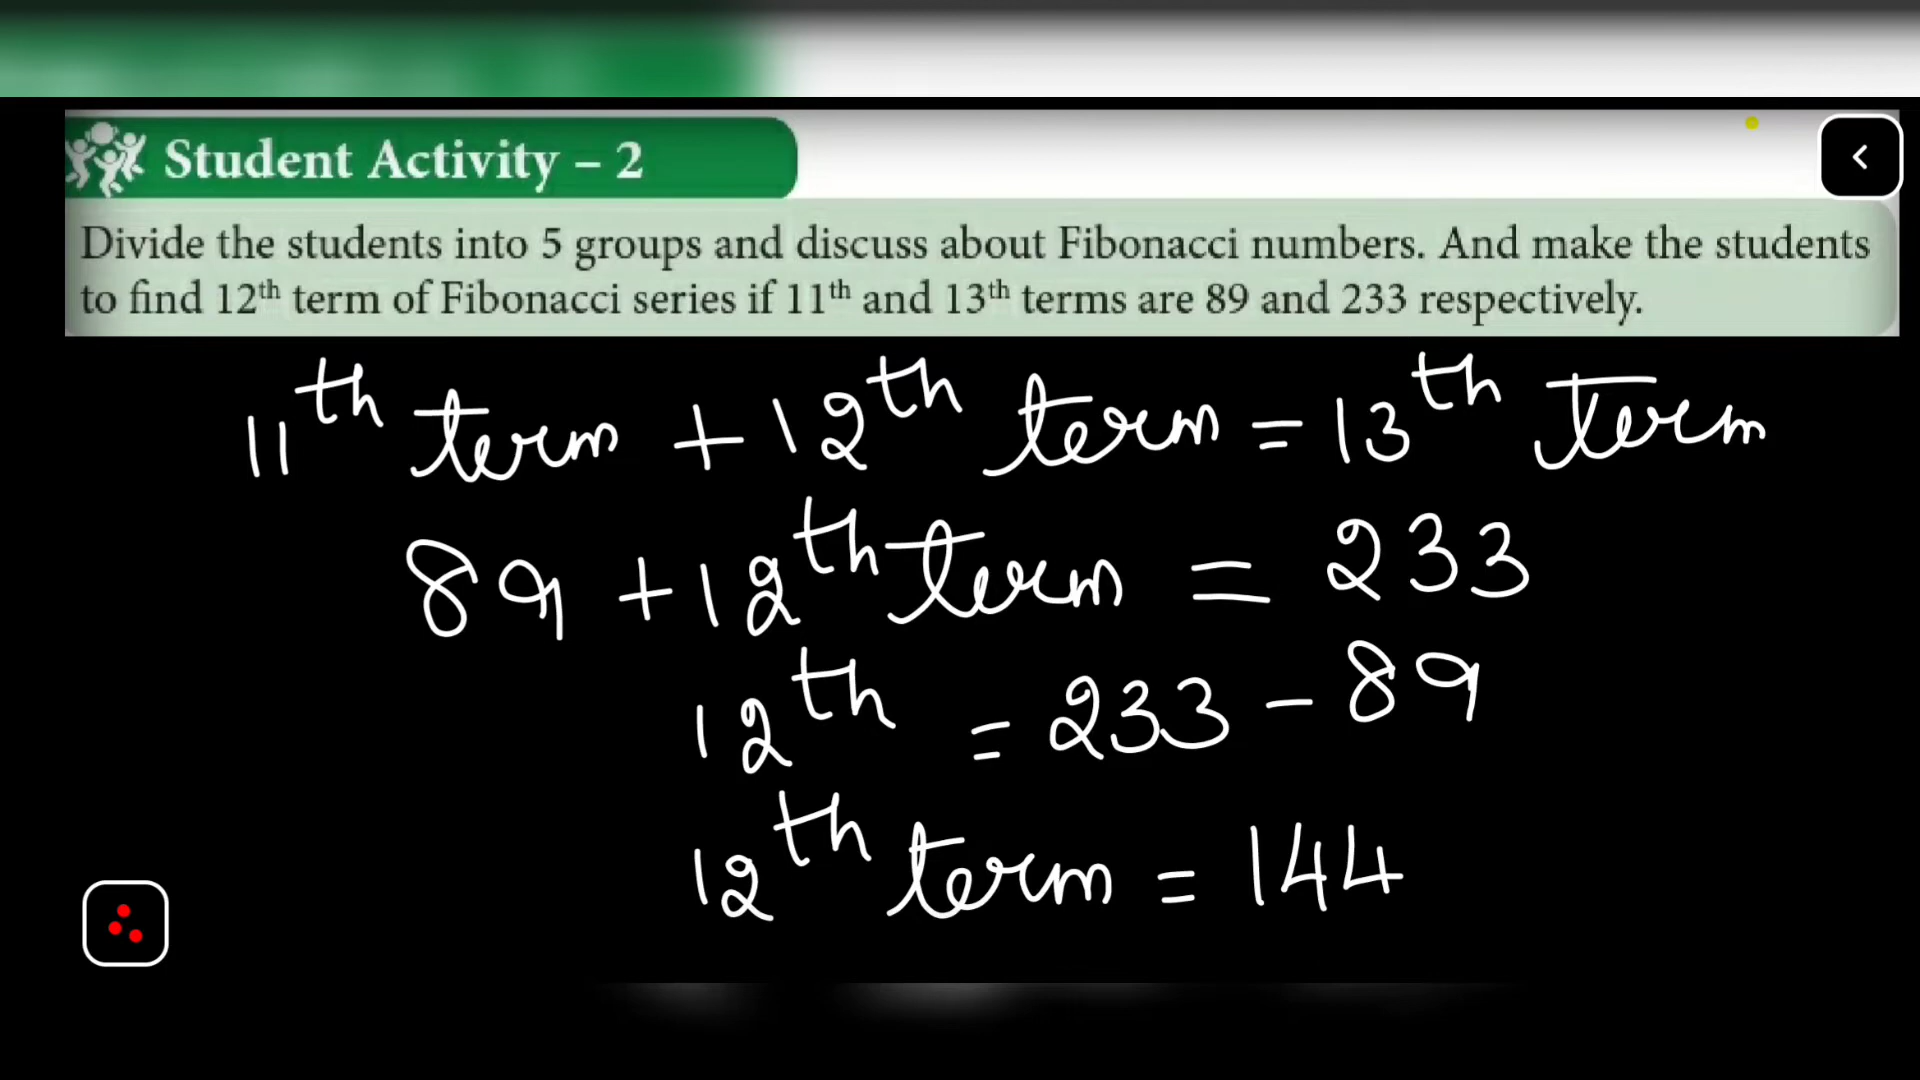 Student Activity – 2
Divide the students into 5 groups and discuss about Fibonacci numbers. And make the students
to find 12th term of Fibonacci series if 11th and 13th terms are 89 and 233 respectively.
11th term + 12th term = 13th term
89 + 12th term = 233
12th = 233 - 89
12th term = 144